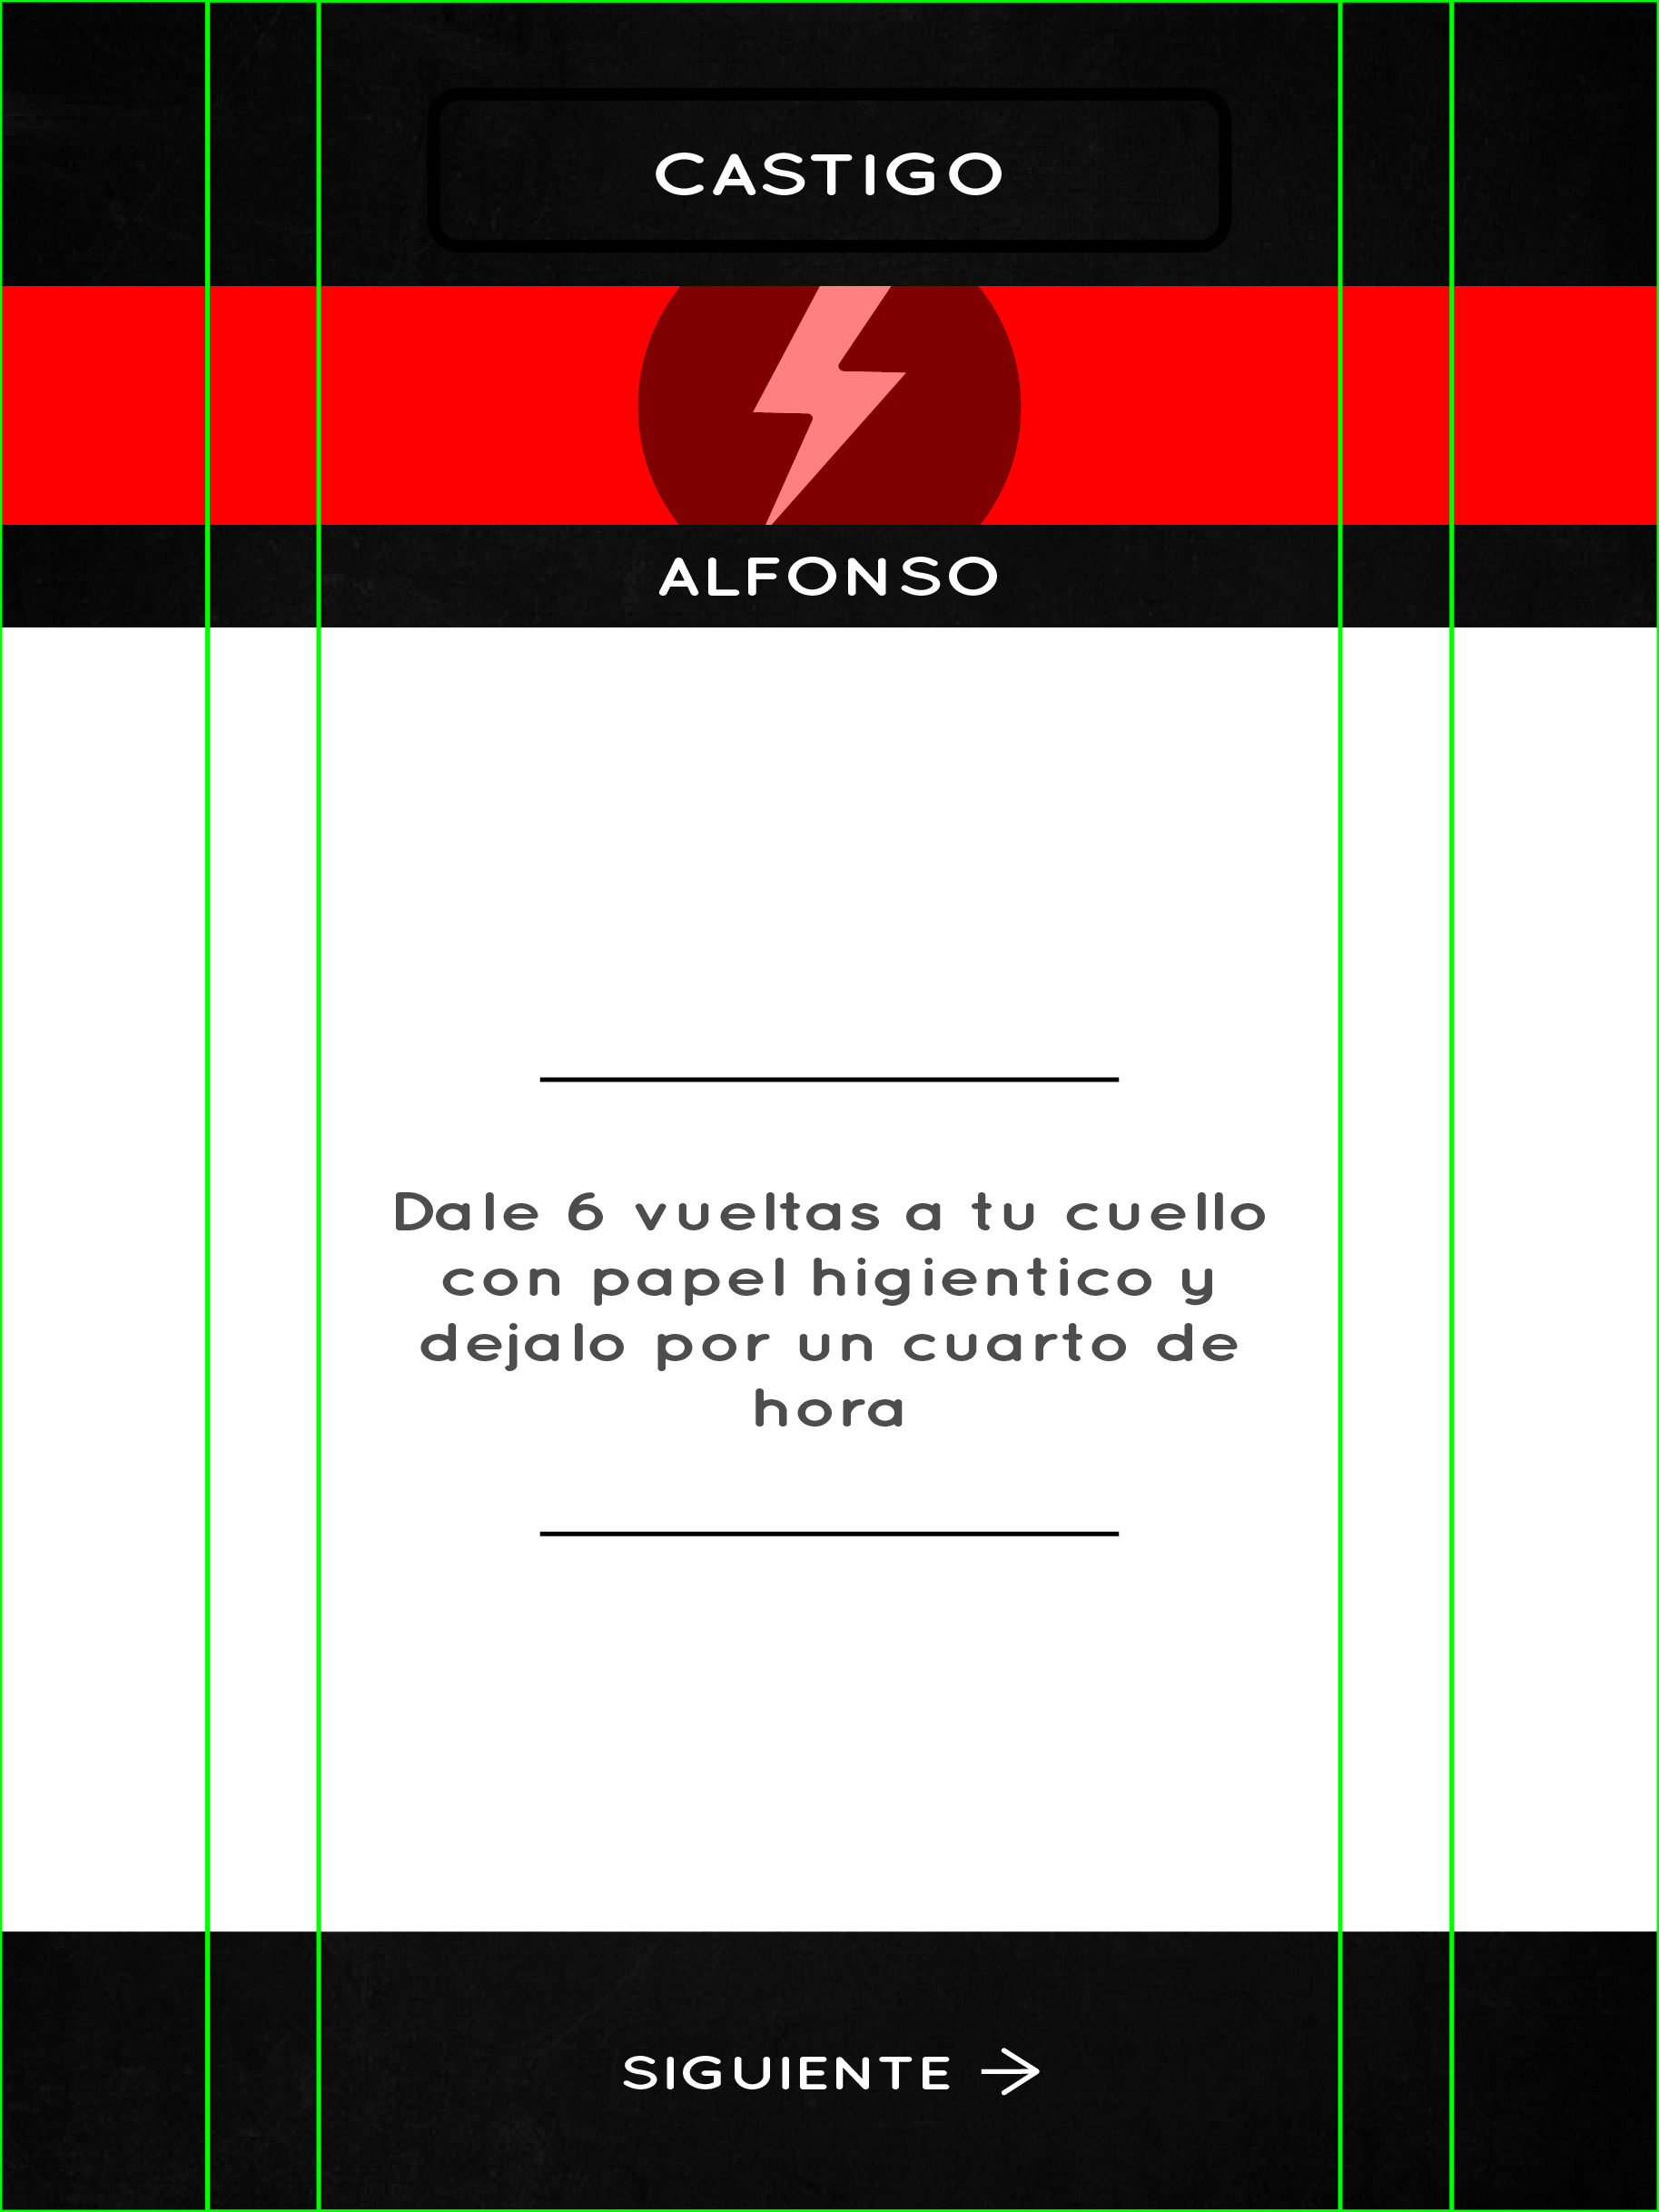 CASTIGO
ALFONSO
Dale 6 vueltas a tu cuello
con papel higientico y
dejalo por un cuarto de
hora
SIGUIENTE →